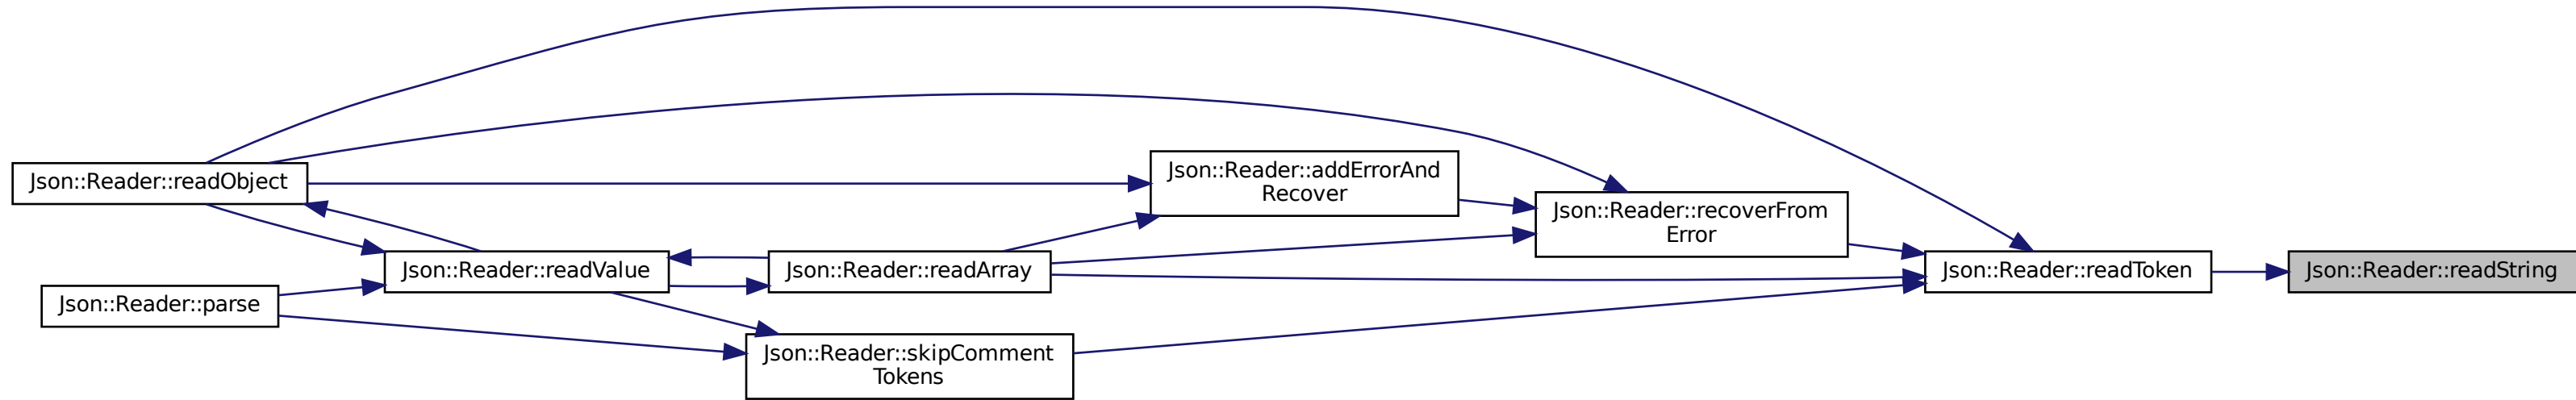 Json::Reader::readObject
Json::Reader::addErrorAnd
Recover
Json::Reader::recoverFrom
Error
Json::Reader::readValue
Json::Reader::readArray
Json::Reader::readToken
Json::Reader::readString
Json::Reader::parse
Json::Reader::skipComment
Tokens